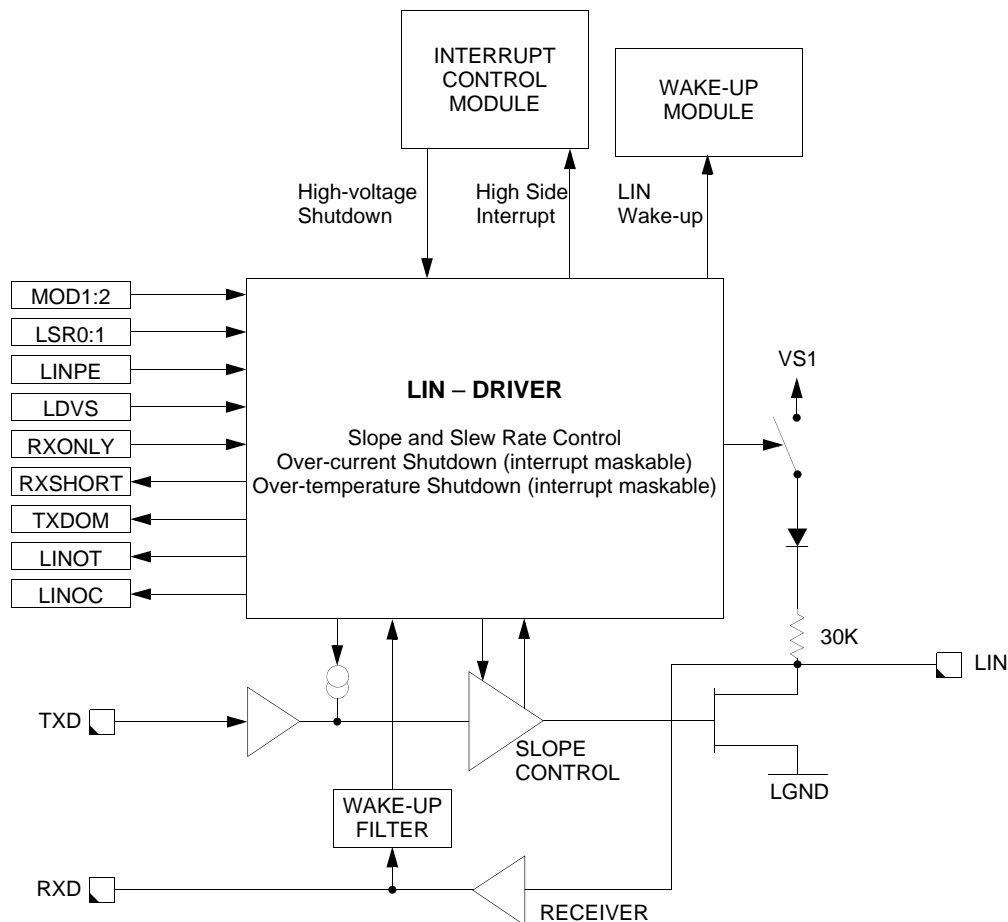 INTERRUPT
CONTROL
MODULE
WAKE-UP
MODULE
High-voltage
Shutdown
High Side
Interrupt
LIN
Wake-up
MOD1:2
LSR0:1
LINPE
LDVS
RXONLY
RXSHORT
TXDOM
LINOT
LINOC
LIN – DRIVER
Slope and Slew Rate Control
Over-current Shutdown (interrupt maskable)
Over-temperature Shutdown (interrupt maskable)
VS1
30K
LIN
TXD
SLOPE
CONTROL
LGND
WAKE-UP
FILTER
RXD
RECEIVER